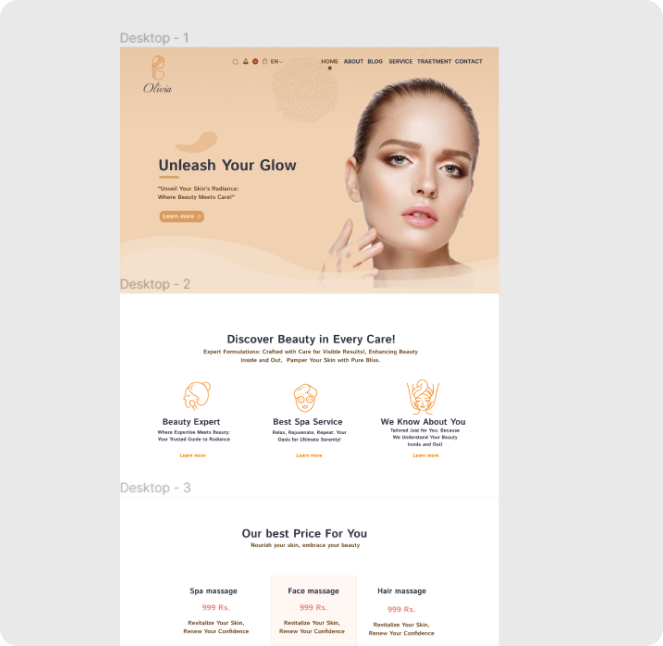 Desktop - 1
Olivia
EN
HOME ABOUT BLOG SERVICE TRAETMENT CONTACT
Unleash Your Glow
"Unveil Your Skin's Radiance:
Where Beauty Meets Care!"
Learn more
Desktop - 2
Discover Beauty in Every Care!
Expert Formulations: Crafted with Care for Visible Results!, Enhancing Beauty
Inside and Out, Pamper Your Skin with Pure Bliss.
Beauty Expert
Where Expertise Meets Beauty:
Your Trusted Guide to Radiance
Learn more
Best Spa Service
Relax, Rejuvenate, Repeat: Your
Oasis for Ultimate Serenity!
Learn more
We Know About You
Tailored Just for You: Because
We Understand Your Beauty
Inside and Out!
Learn more
Desktop - 3
Our best Price For You
Nourish your skin, embrace your beauty
Spa massage
999 Rs.
Revitalize Your Skin,
Renew Your Confidence
Face massage
999 Rs.
Revitalize Your Skin,
Renew Your Confidence
Hair massage
999 Rs.
Revitalize Your Skin,
Renew Your Confidence